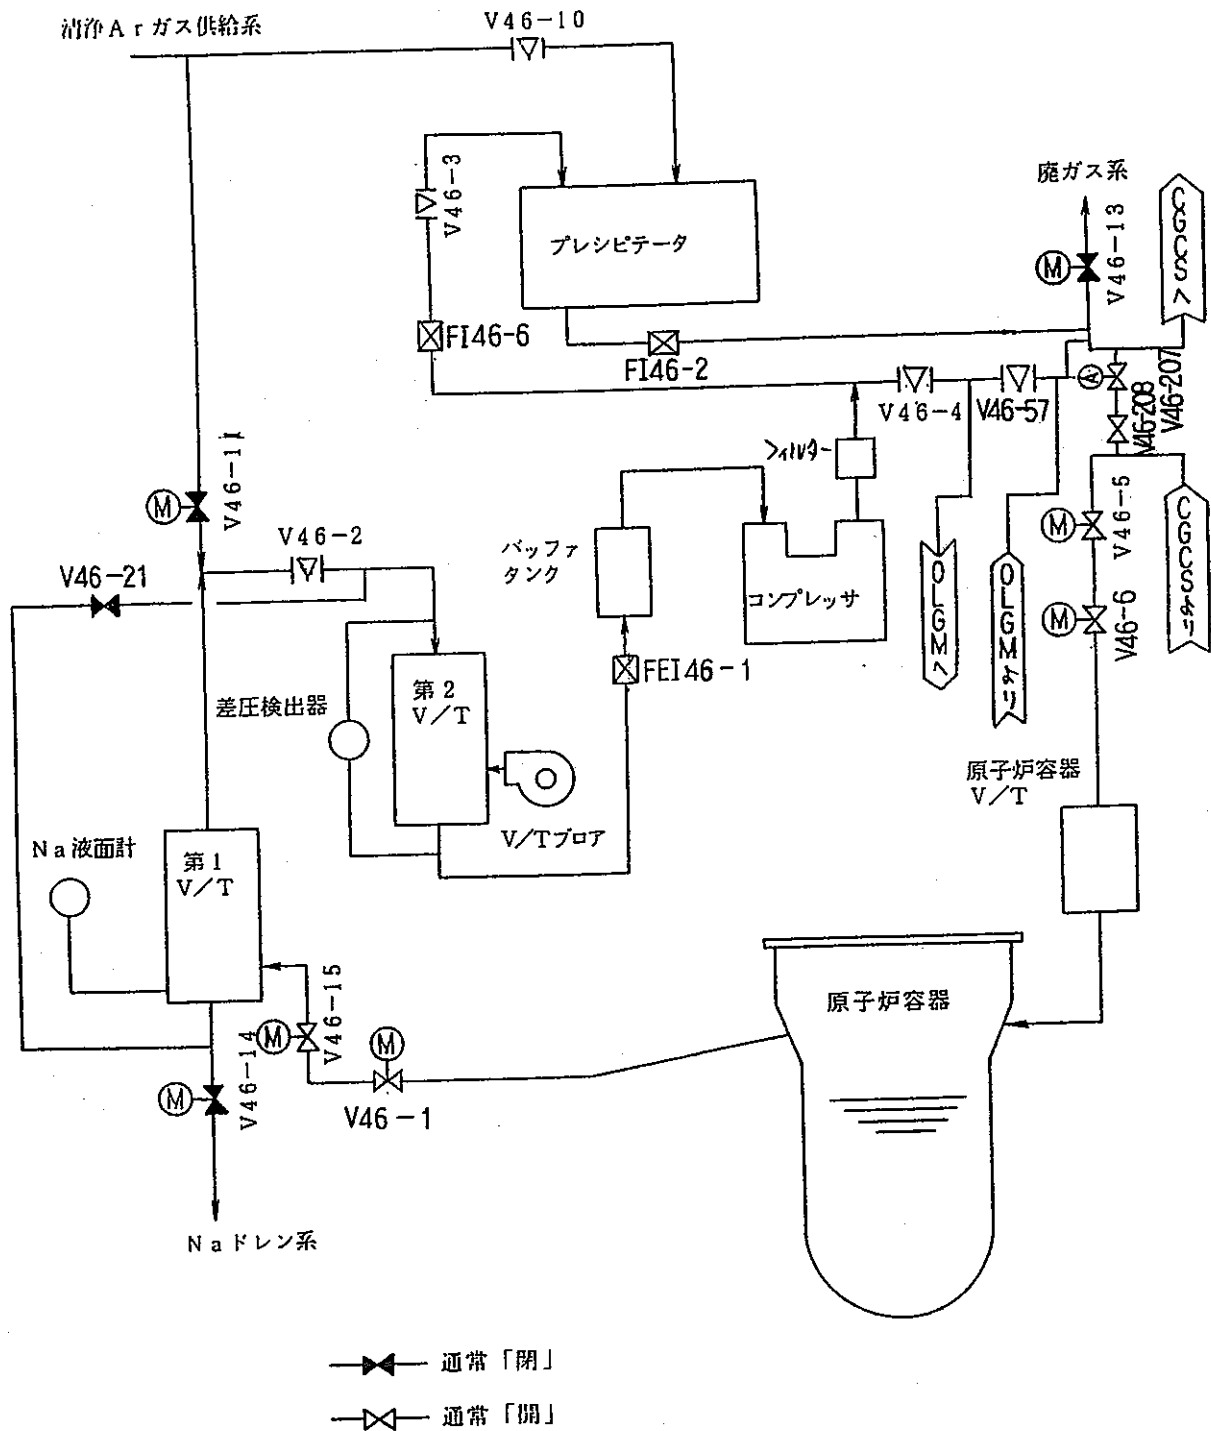 清浄Arガス供給系
V46-10
V46-3
プレシピテータ
廃ガス系
V46-13
M
CGCSへ
FI46-6
FI46-2
V46-4
V46-57
A
V46-208
V46-207
フィルター
V46-11
M
V46-2
V46-21
バッファ
タンク
コンプレッサ
OLGMへ
OLGMより
V46-5
M
CGCSより
V46-6
M
FEI46-1
差圧検出器
第2
V/T
V/Tブロア
原子炉容器
V/T
Na液面計
第1
V/T
原子炉容器
V46-15
M
M
V46-14
M
V46-1
Naドレン系
通常「閉」
通常「開」